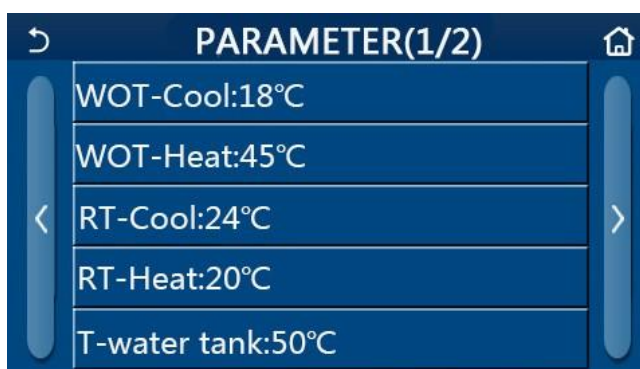 PARAMETER(1/2)
WOT-Cool:18℃
WOT-Heat:45℃
RT-Cool:24℃
RT-Heat:20℃
T-water tank:50℃